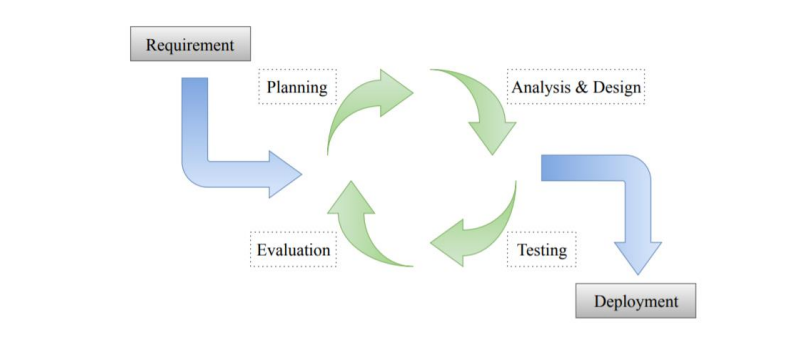 Requirement
Planning
Analysis & Design
Evaluation
Testing
Deployment